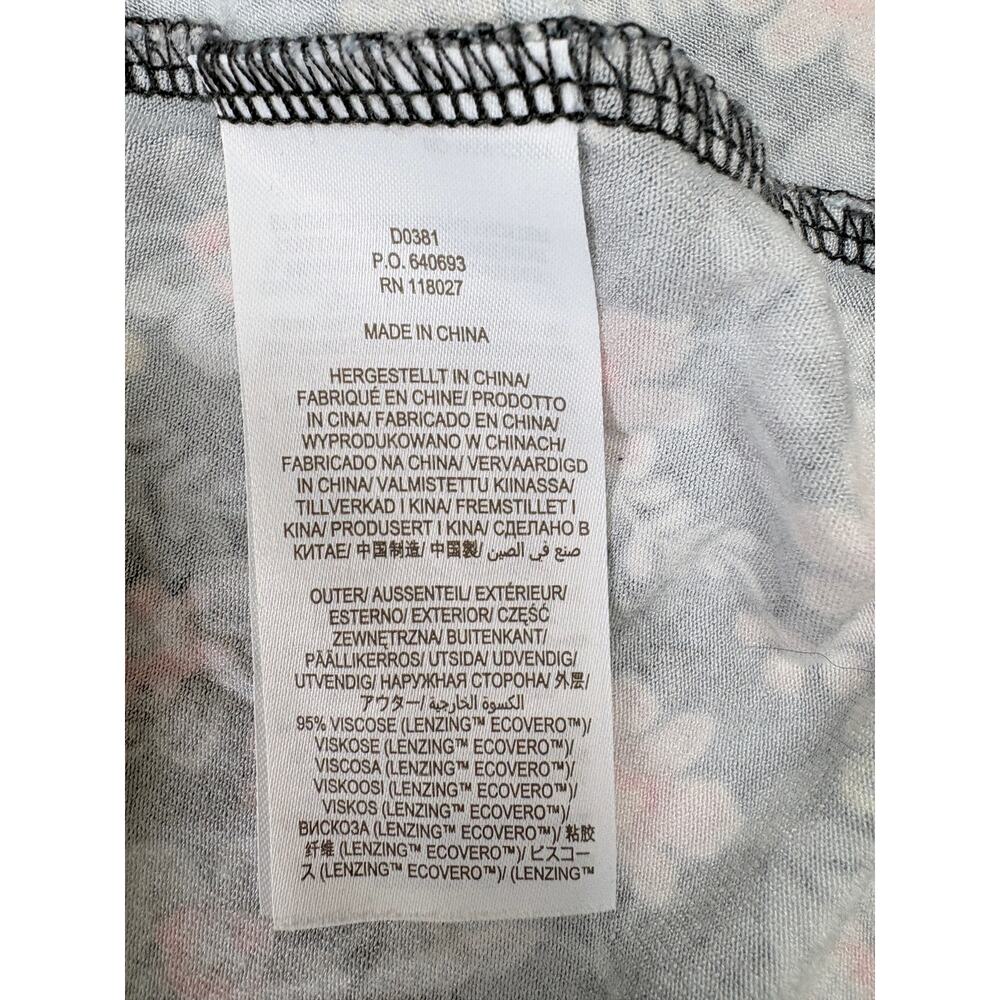 D0381
P.O. 640693
RN 118027
MADE IN CHINA
HERGESTELLT IN CHINA/
FABRIQUÉ EN CHINE/ PRODOTTO
IN CINA/ FABRICADO EN CHINA/
WYPRODUKOWANO W CHINACH/
FABRICADO NA CHINA/ VERVAARDIGD
IN CHINA/ VALMISTETTU KIINASSA/
TILLVERKAD I KINA/ FREMSTILLET I
KINA/ PRODUSERT I KINA/ СДЕЛАНО В
КИТАЕ/ 中国制造/ 中國製/ صنع في الصين
OUTER/ AUSSENTEIL/ EXTÉRIEUR/
ESTERNO/ EXTERIOR/ CZĘŚĆ
ZEWNĘTRZNA/ BUITENKANT/
PÄÄLLIKERROS/ UTSIDA/ UDVENDIG/
UTVENDIG/ НАРУЖНАЯ СТОРОНА/ 外层/
アウター/ الكسوة الخارجية/
95% VISCOSE (LENZING™ ECOVERO™)/
VISKOSE (LENZING™ ECOVERO™)/
VISCOSA (LENZING™ ECOVERO™)/
VISKOOSI (LENZING™ ECOVERO™)/
VISKOS (LENZING™ ECOVERO™)/
ВИСКОЗА (LENZING™ ECOVERO™)/ 粘胶
纤维 (LENZING™ ECOVERO™)/ ビスコー
ス (LENZING™ ECOVERO™)/ (LENZING™